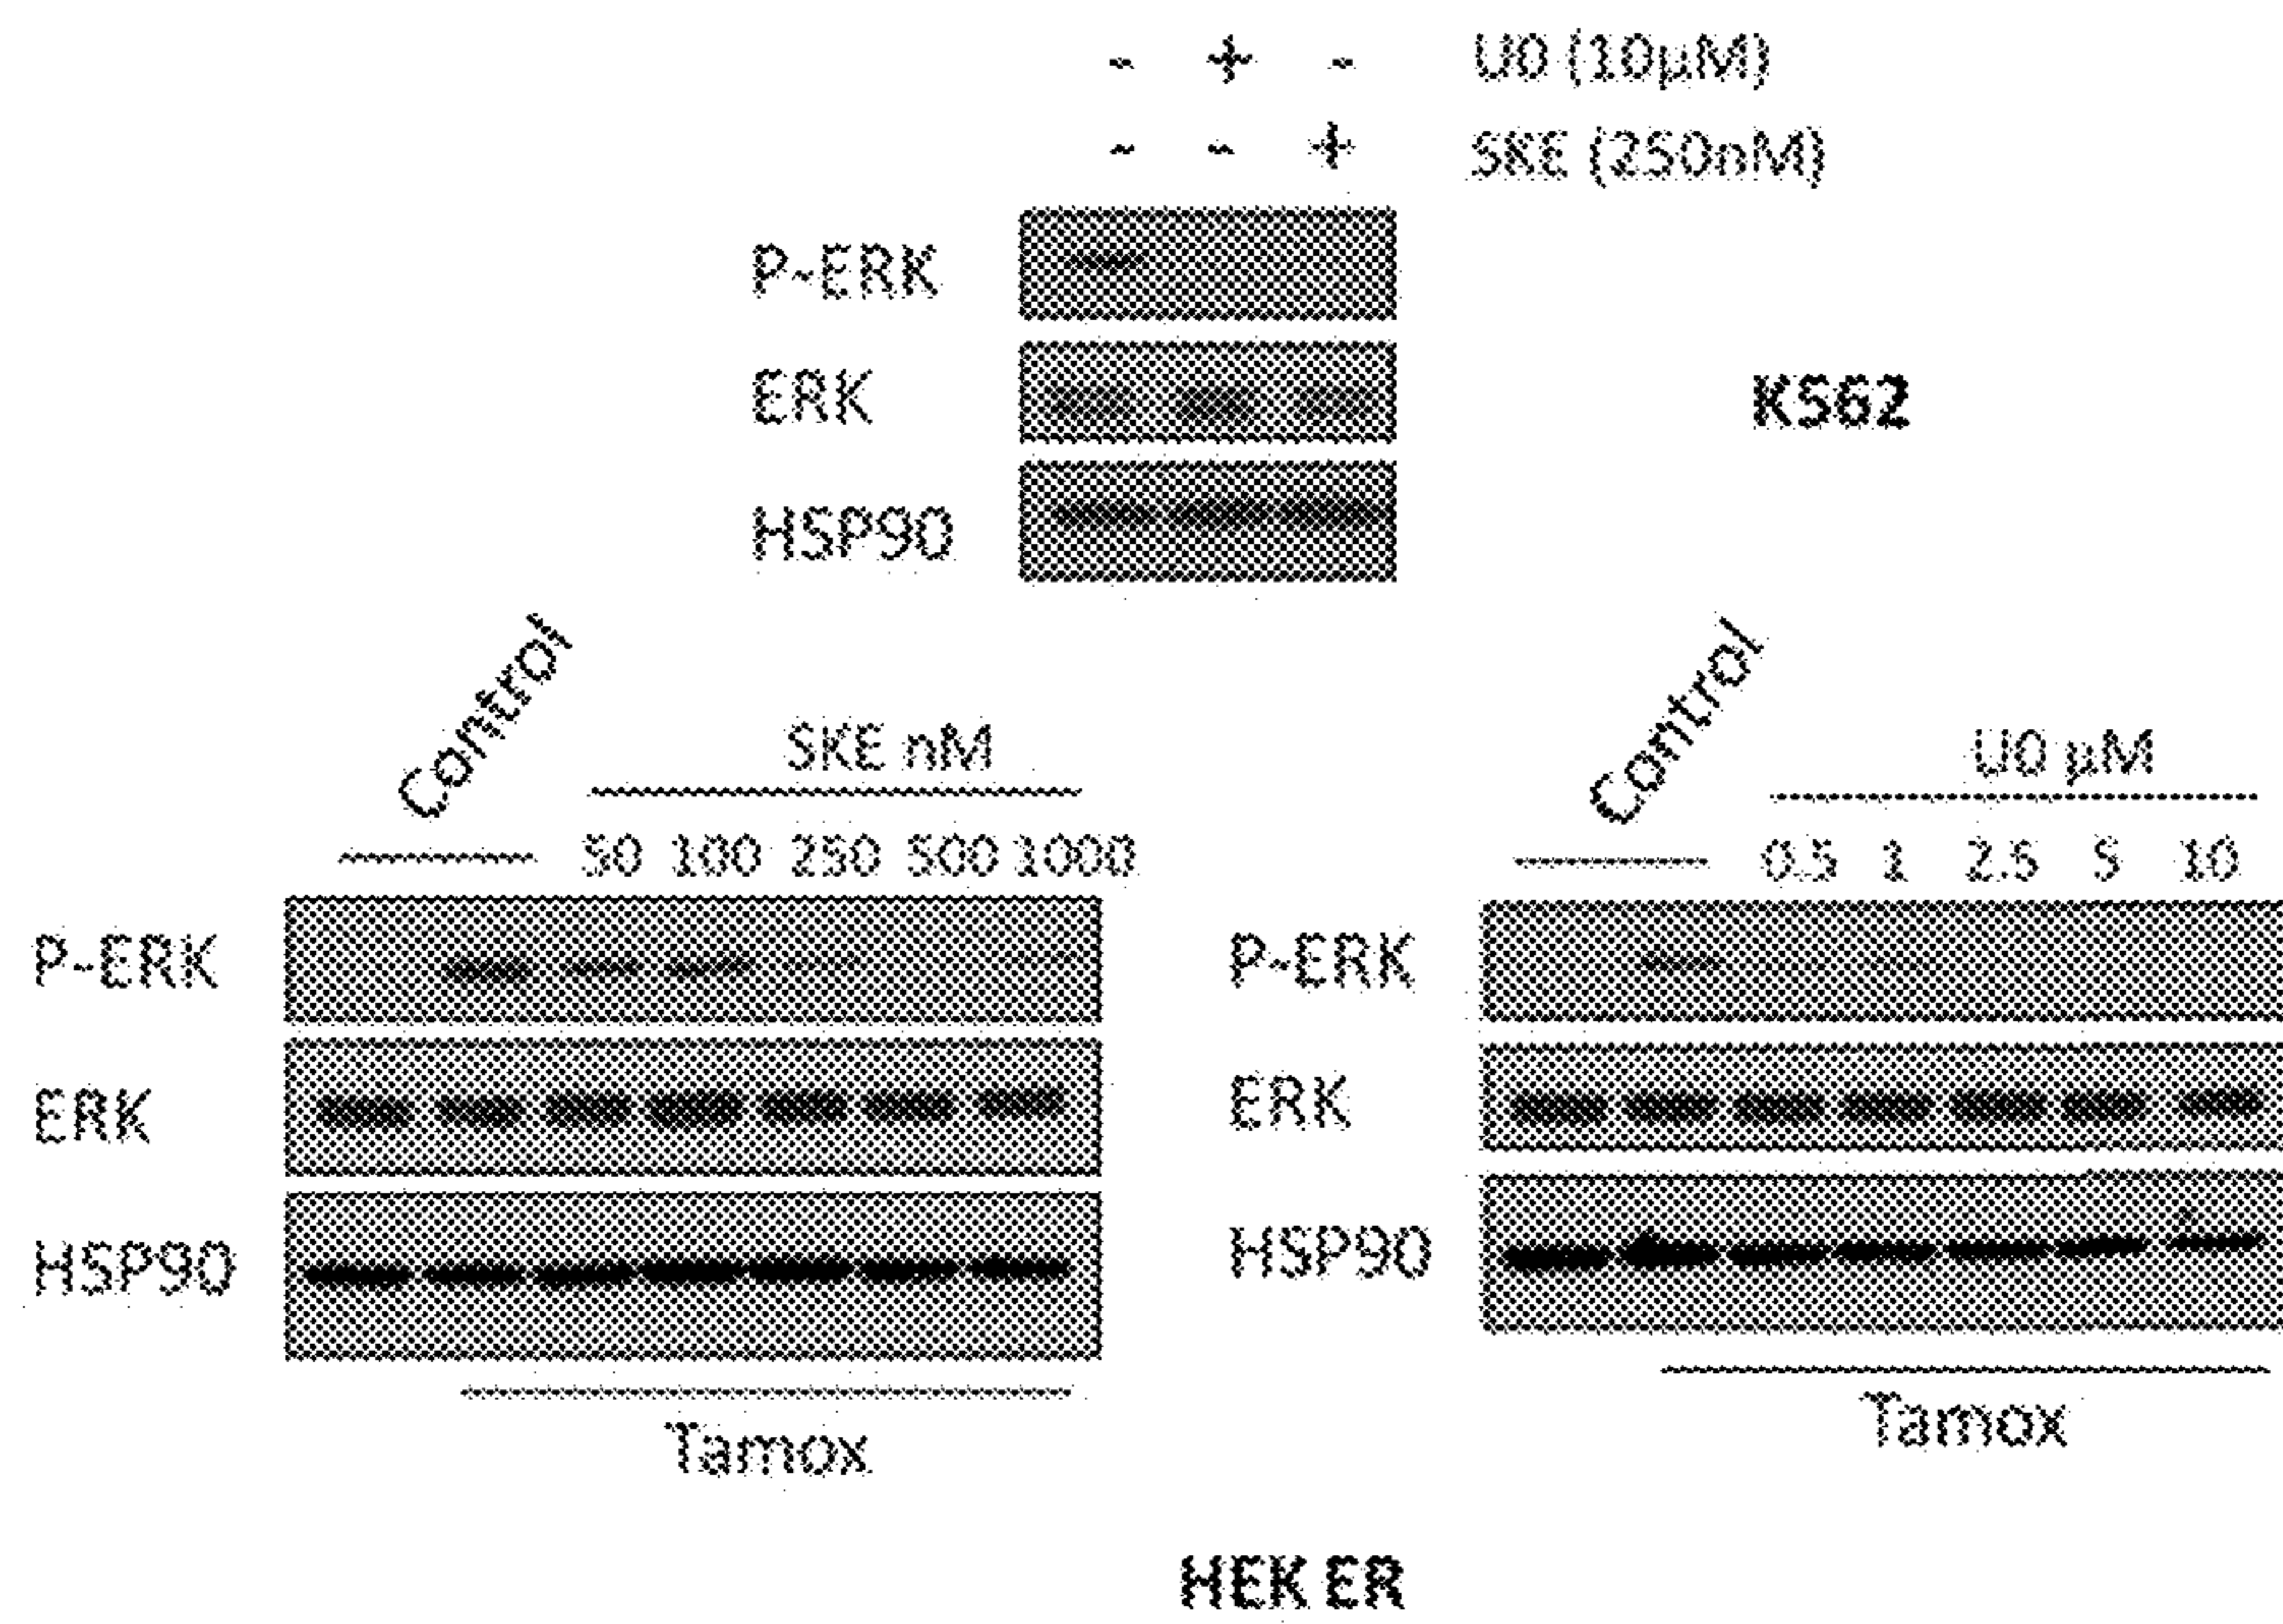 - + - U0 (10µM)
- - + SKE (250nM)
P-ERK
ERK
K562
HSP90
Control
SKE nM
50 100 250 500 1000
P-ERK
ERK
HSP90
Tamox
Control
U0 µM
0.5 1 2.5 5 10
P-ERK
ERK
HSP90
Tamox
HEK ER